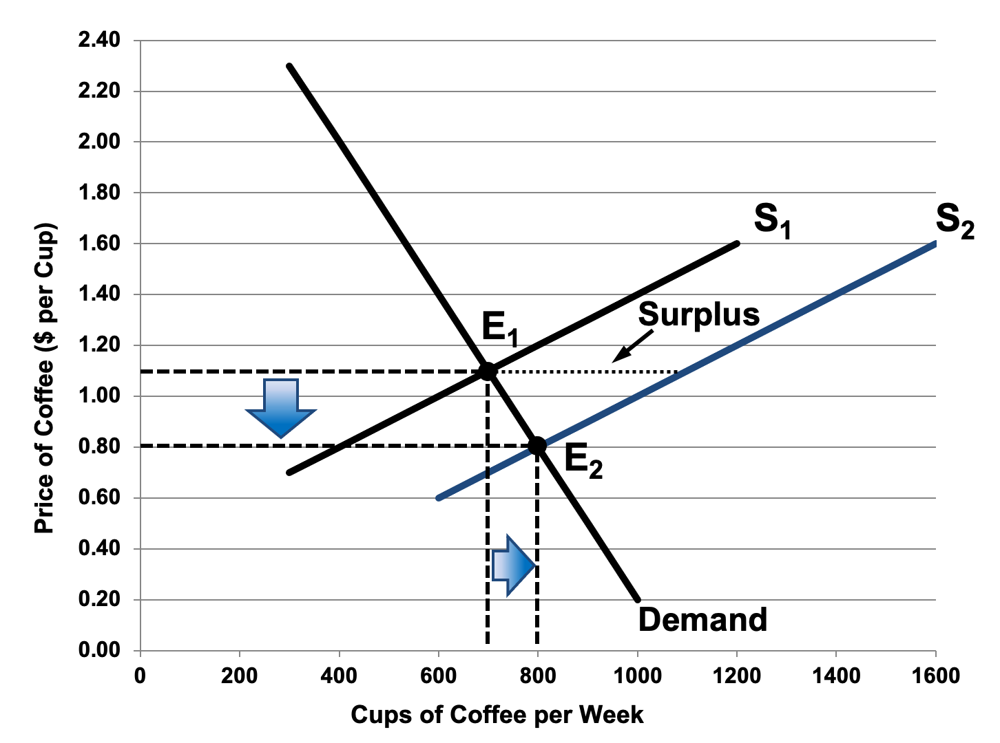 2.40
2.20
2.00
1.80
1.60
1.40
1.20
1.00
0.80
0.60
0.40
0.20
0.00
Price of Coffee ($ per Cup)
S₁
S₂
Surplus
E₁
E₂
Demand
0 200 400 600 800 1000 1200 1400 1600
Cups of Coffee per Week